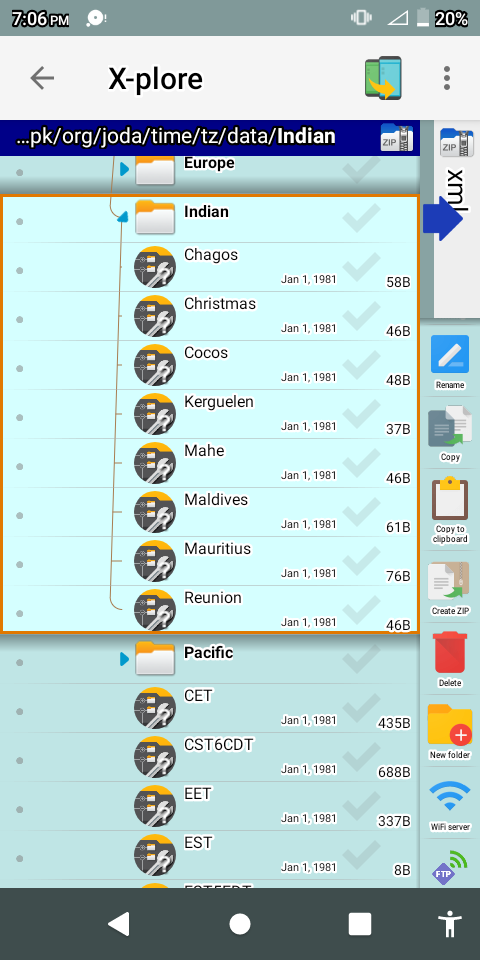 7:06 PM
20%
X-plore
…pk/org/joda/time/tz/data/Indian
ZIP
ZIP
xml
Europe
Indian
Chagos
Jan 1, 1981
58B
Christmas
Jan 1, 1981
46B
Cocos
Jan 1, 1981
48B
Kerguelen
Jan 1, 1981
37B
Mahe
Jan 1, 1981
46B
Maldives
Jan 1, 1981
61B
Mauritius
Jan 1, 1981
76B
Reunion
Jan 1, 1981
46B
Pacific
CET
Jan 1, 1981
435B
CST6CDT
Jan 1, 1981
688B
EET
Jan 1, 1981
337B
EST
Jan 1, 1981
8B
EST5EDT
Rename
Copy
Copy to
clipboard
Create ZIP
Delete
New folder
WiFi server
FTP